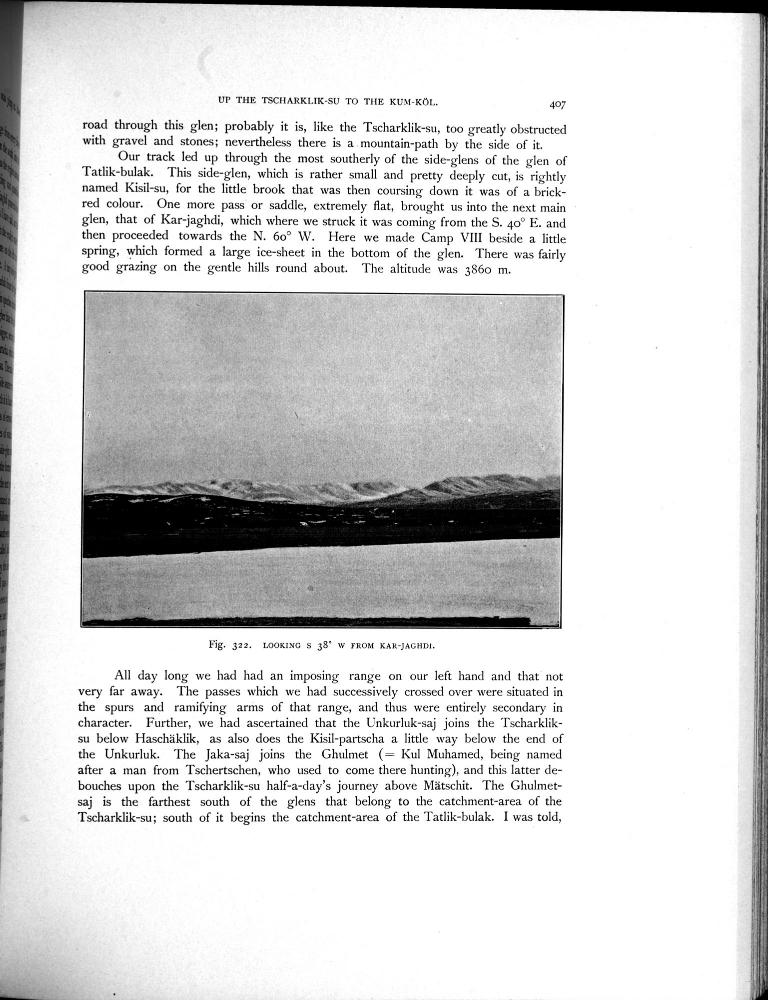 UP THE TSCHARKLIK-SU TO THE KUM-KÖL.
407
road through this glen; probably it is, like the Tscharklik-su, too greatly obstructed
with gravel and stones; nevertheless there is a mountain-path by the side of it.
Our track led up through the most southerly of the side-glens of the glen of
Tatlik-bulak. This side-glen, which is rather small and pretty deeply cut, is rightly
named Kisil-su, for the little brook that was then coursing down it was of a brick-
red colour. One more pass or saddle, extremely flat, brought us into the next main
glen, that of Kar-jaghdi, which where we struck it was coming from the S. 40° E. and
then proceeded towards the N. 60° W. Here we made Camp VIII beside a little
spring, which formed a large ice-sheet in the bottom of the glen. There was fairly
good grazing on the gentle hills round about. The altitude was 3860 m.
Fig. 322. LOOKING S 38° W FROM KAR-JAGHDI.
All day long we had had an imposing range on our left hand and that not
very far away. The passes which we had successively crossed over were situated in
the spurs and ramifying arms of that range, and thus were entirely secondary in
character. Further, we had ascertained that the Unkurluk-saj joins the Tscharklik-
su below Haschäklik, as also does the Kisil-partscha a little way below the end of
the Unkurluk. The Jaka-saj joins the Ghulmet (= Kul Muhamed, being named
after a man from Tschertschen, who used to come there hunting), and this latter de-
bouches upon the Tscharklik-su half-a-day's journey above Mätschit. The Ghulmet-
saj is the farthest south of the glens that belong to the catchment-area of the
Tscharklik-su; south of it begins the catchment-area of the Tatlik-bulak. I was told,